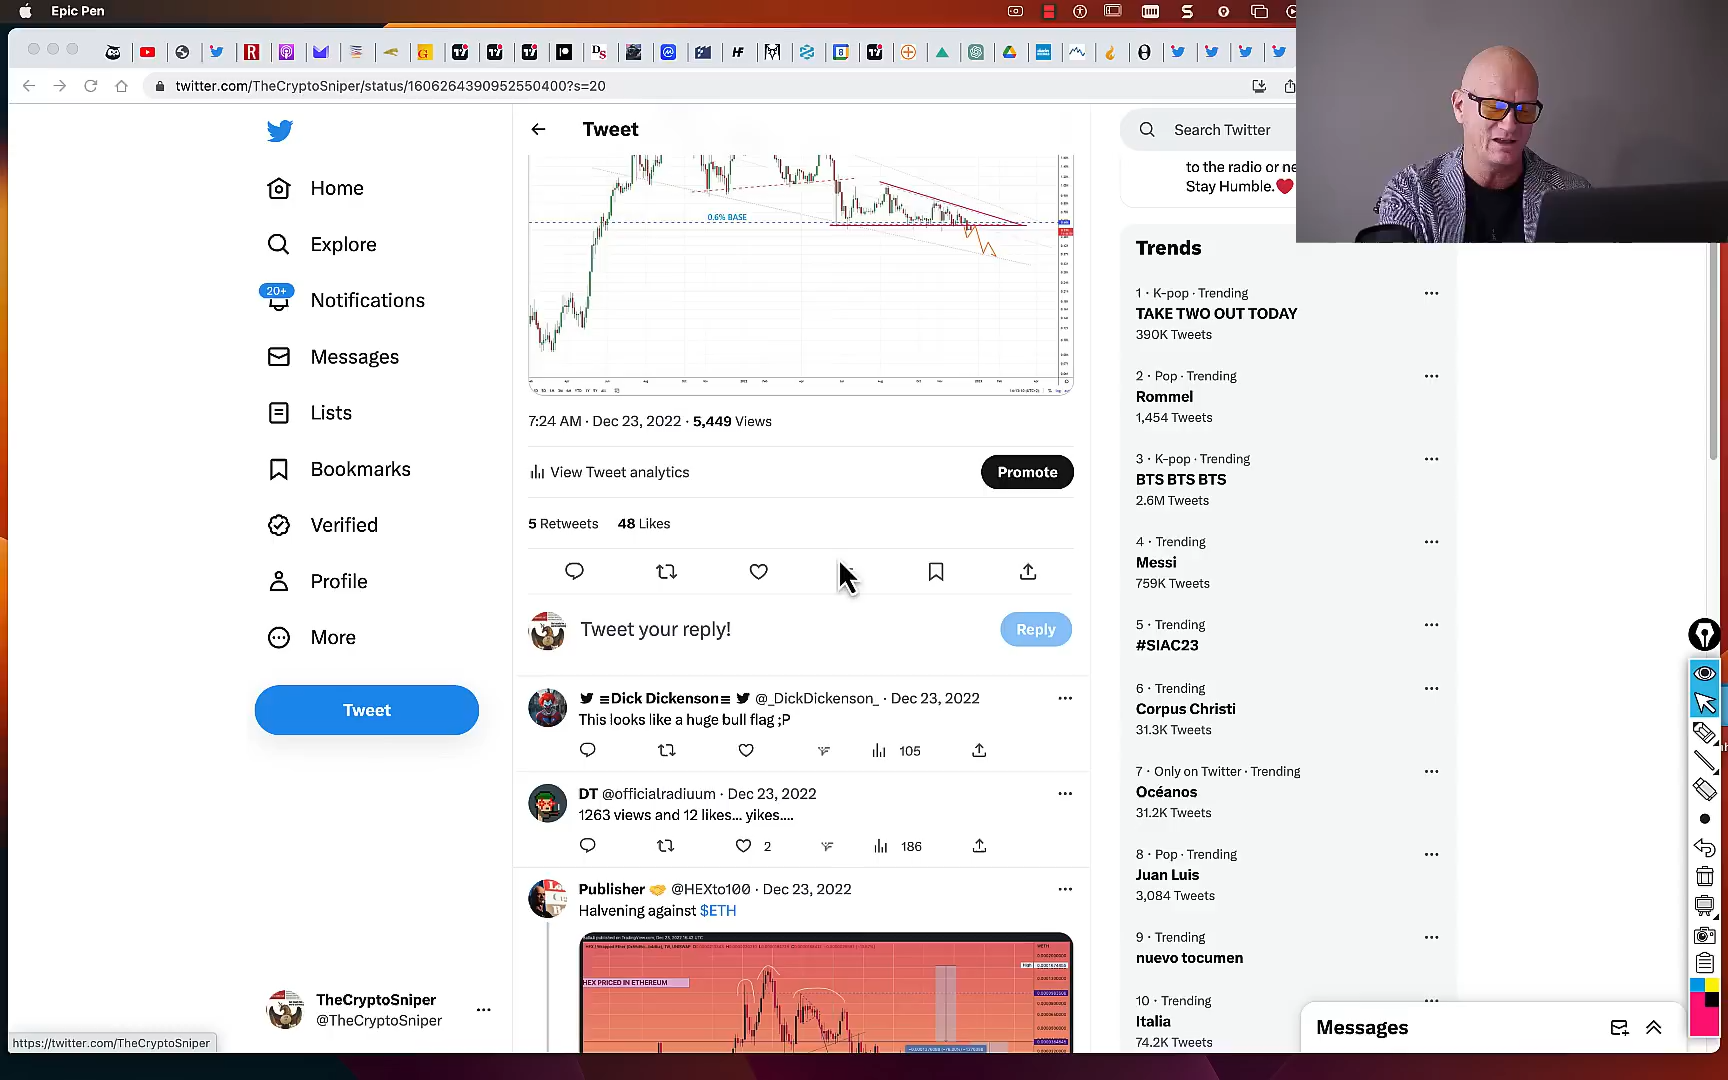 Epic Pen
twitter.com/TheCryptoSniper/status/1606264390952550400?s=20
Home
Explore
20+
Notifications
Messages
Lists
Bookmarks
Verified
Profile
More
Tweet
TheCryptoSniper
@TheCryptoSniper
https://twitter.com/TheCryptoSniper
Tweet
0.6% BASE
7:24 AM · Dec 23, 2022 · 5,449 Views
View Tweet analytics
Promote
5 Retweets 48 Likes
Tweet your reply!
Reply
≡Dick Dickenson≡ @_DickDickenson_ · Dec 23, 2022
This looks like a huge bull flag ;P
105
DT @officialradiuum · Dec 23, 2022
1263 views and 12 likes... yikes....
2 186
Publisher 🤝 @HEXto100 · Dec 23, 2022
Halvening against $ETH
HEX PRICED IN ETHEREUM
Search Twitter
to the radio or ne
Stay Humble.❤️
Trends
1 · K-pop · Trending
TAKE TWO OUT TODAY
390K Tweets
2 · Pop · Trending
Rommel
1,454 Tweets
3 · K-pop · Trending
BTS BTS BTS
2.6M Tweets
4 · Trending
Messi
759K Tweets
5 · Trending
#SIAC23
6 · Trending
Corpus Christi
31.3K Tweets
7 · Only on Twitter · Trending
Océanos
31.2K Tweets
8 · Pop · Trending
Juan Luis
3,084 Tweets
9 · Trending
nuevo tocumen
10 · Trending
Italia
74.2K Tweets
Messages